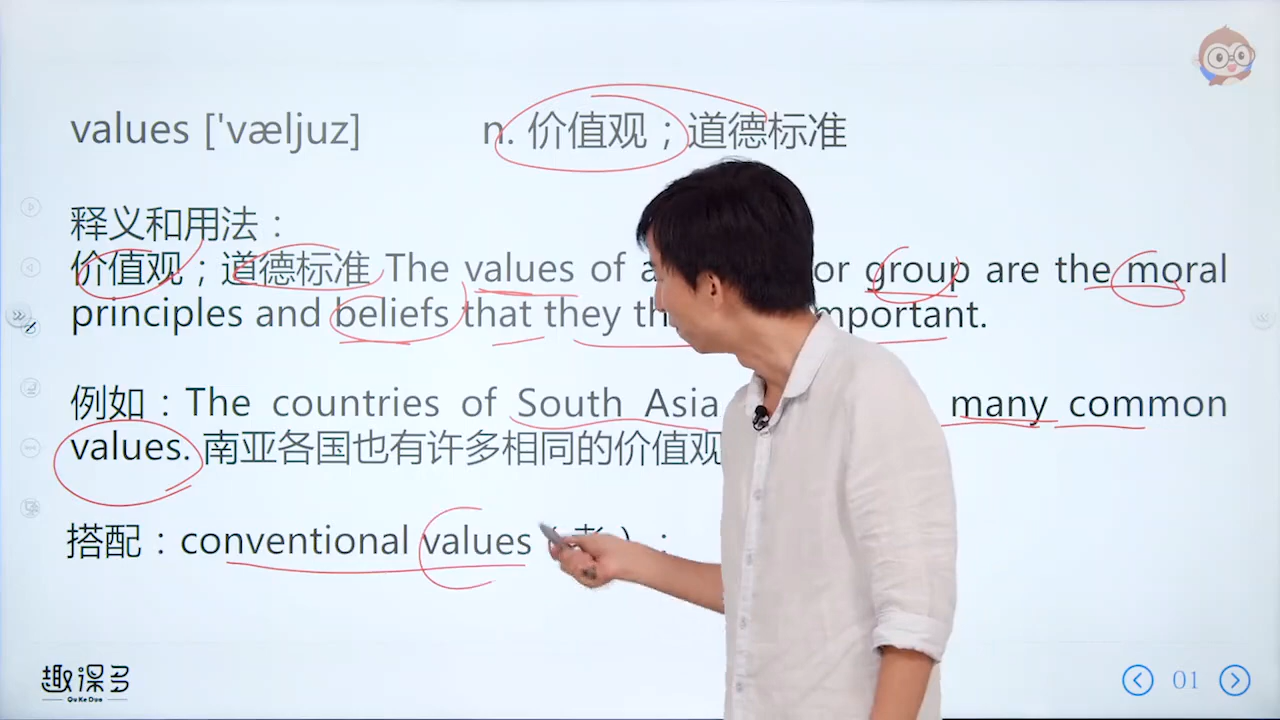 values ['væljuz] n. 价值观；道德标准
释义和用法：
价值观；道德标准 The values of a or group are the moral
principles and beliefs that they important.
例如：The countries of South Asia many common
values. 南亚各国也有许多相同的价值观
搭配：conventional values（考）：
趣课多
QuKeDuo
01